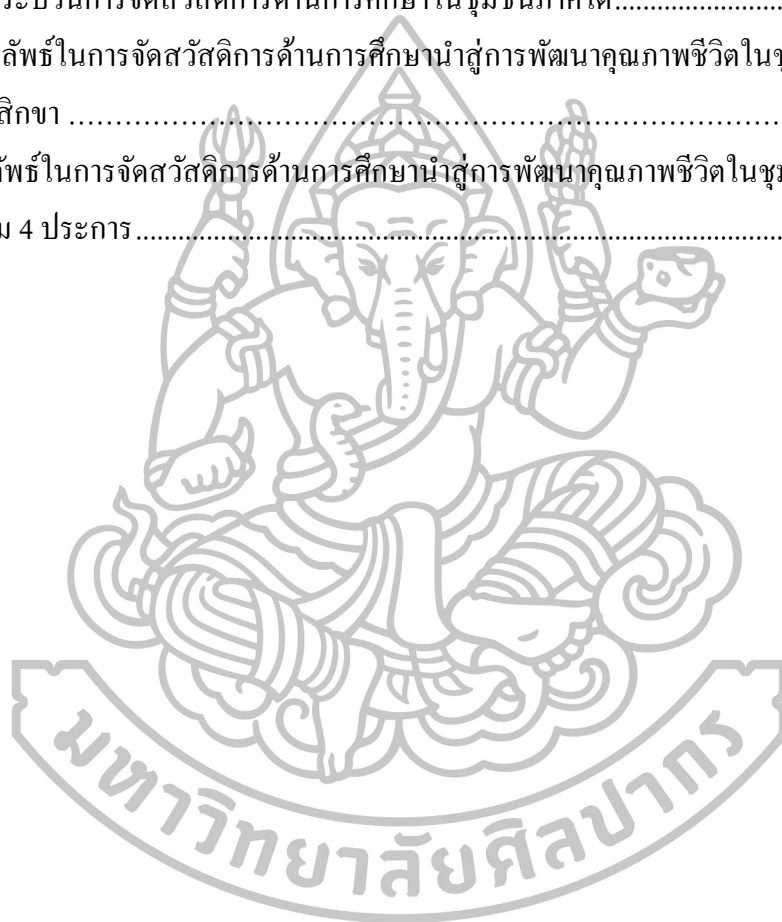 ระบวนการจัดสวัสดิการด้านการศึกษาในชุมชนภาคใต้........................
ลัพธ์ในการจัดสวัสดิการด้านการศึกษานำสู่การพัฒนาคุณภาพชีวิตในชุ
สิกขา ………………………………………………………………………
ัพธ์ในการจัดสวัสดิการด้านการศึกษานำสู่การพัฒนาคุณภาพชีวิตในชุม
ม 4 ประการ..........................................................................................
มหาวิทยาลัยศิลปากร